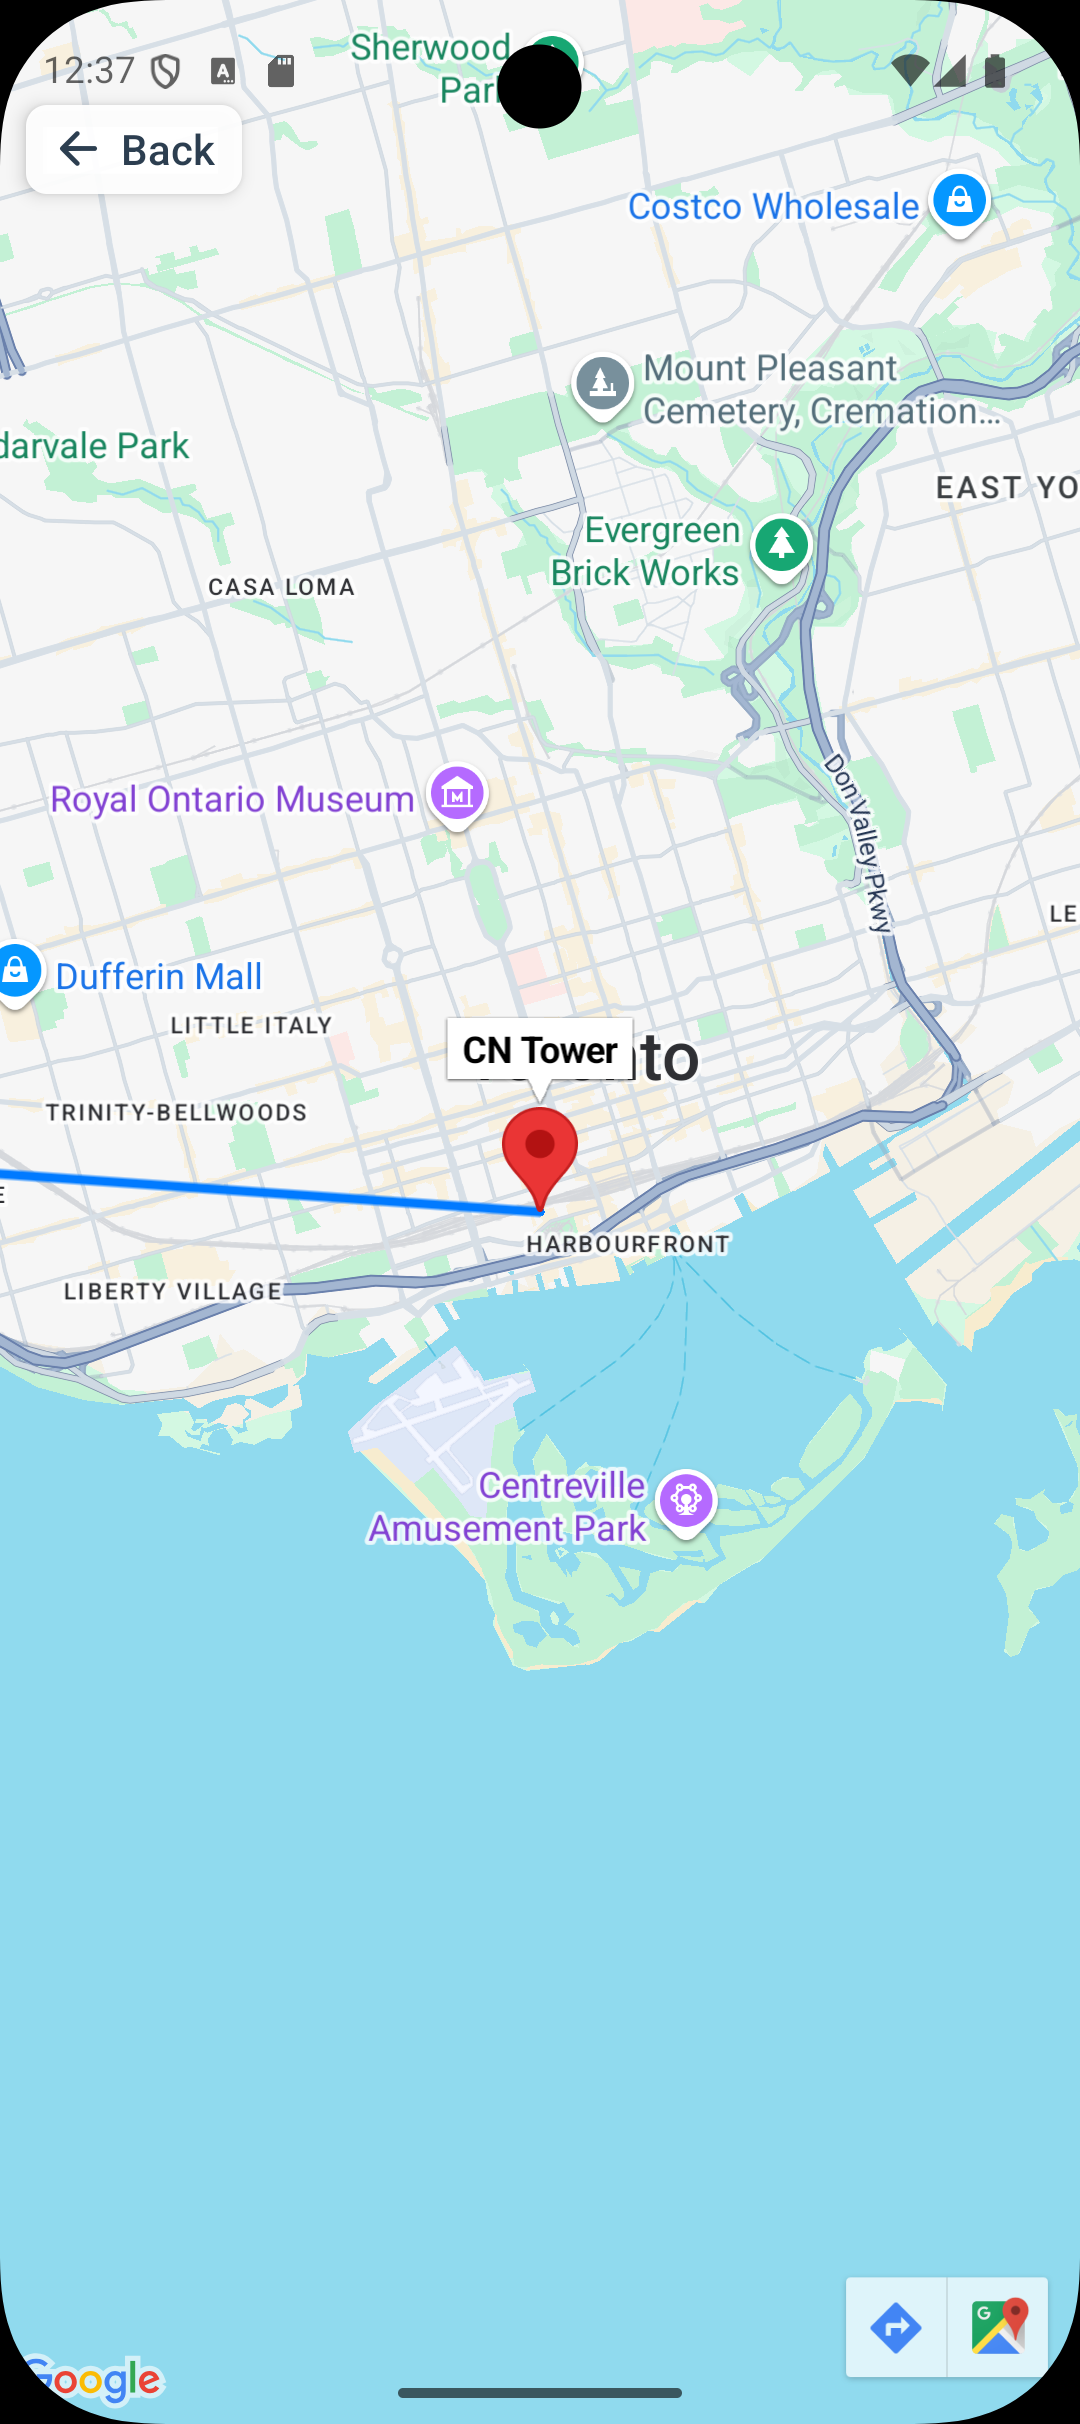 12:37
Sherwood
Back
Costco Wholesale
Mount Pleasant
Cemetery, Cremation...
darvale Park
EAST YO
Evergreen
Brick Works
CASA LOMA
Royal Ontario Museum
Don Valley Pkwy
LE
Dufferin Mall
LITTLE ITALY
CN Tower
TRINITY-BELLWOODS
E
HARBOURFRONT
LIBERTY VILLAGE
Centreville
Amusement Park
Google